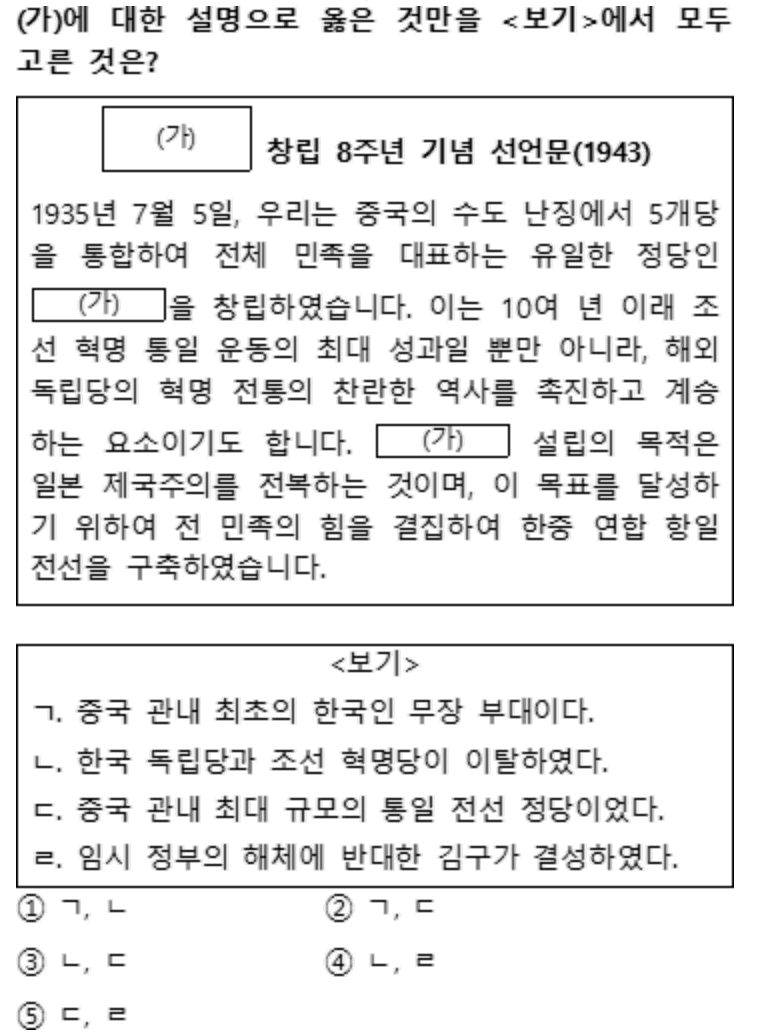 (가)에 대한 설명으로 옳은 것만을 <보기>에서 모두
고른 것은?
(가) 창립 8주년 기념 선언문(1943)
1935년 7월 5일, 우리는 중국의 수도 난징에서 5개당
을 통합하여 전체 민족을 대표하는 유일한 정당인
(가) 을 창립하였습니다. 이는 10여 년 이래 조
선 혁명 통일 운동의 최대 성과일 뿐만 아니라, 해외
독립당의 혁명 전통의 찬란한 역사를 촉진하고 계승
하는 요소이기도 합니다. (가) 설립의 목적은
일본 제국주의를 전복하는 것이며, 이 목표를 달성하
기 위하여 전 민족의 힘을 결집하여 한중 연합 항일
전선을 구축하였습니다.
<보기>
ㄱ. 중국 관내 최초의 한국인 무장 부대이다.
ㄴ. 한국 독립당과 조선 혁명당이 이탈하였다.
ㄷ. 중국 관내 최대 규모의 통일 전선 정당이었다.
ㄹ. 임시 정부의 해체에 반대한 김구가 결성하였다.
① ㄱ, ㄴ ② ㄱ, ㄷ
③ ㄴ, ㄷ ④ ㄴ, ㄹ
⑤ ㄷ, ㄹ